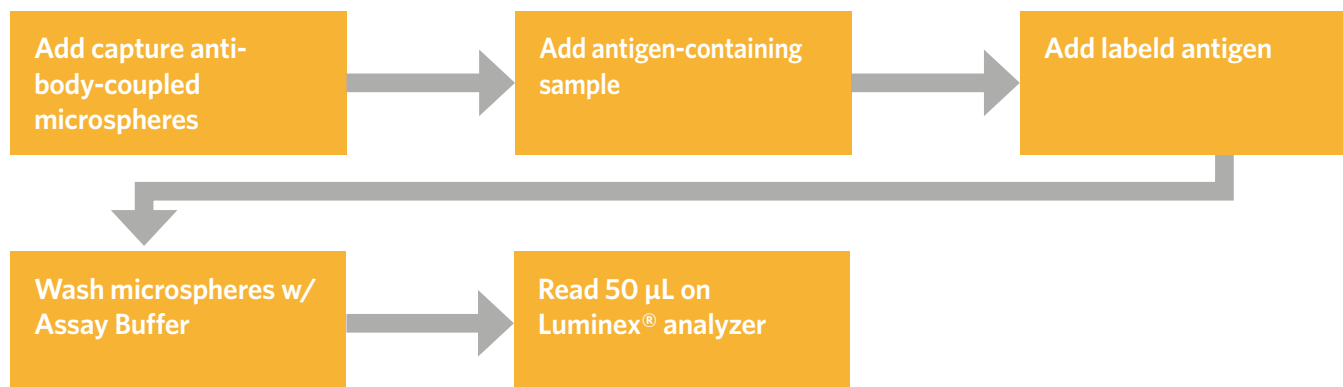 Add capture anti-
body-coupled
microspheres
Add antigen-containing
sample
Add labeld antigen
Wash microspheres w/
Assay Buffer
Read 50 µL on
Luminex® analyzer